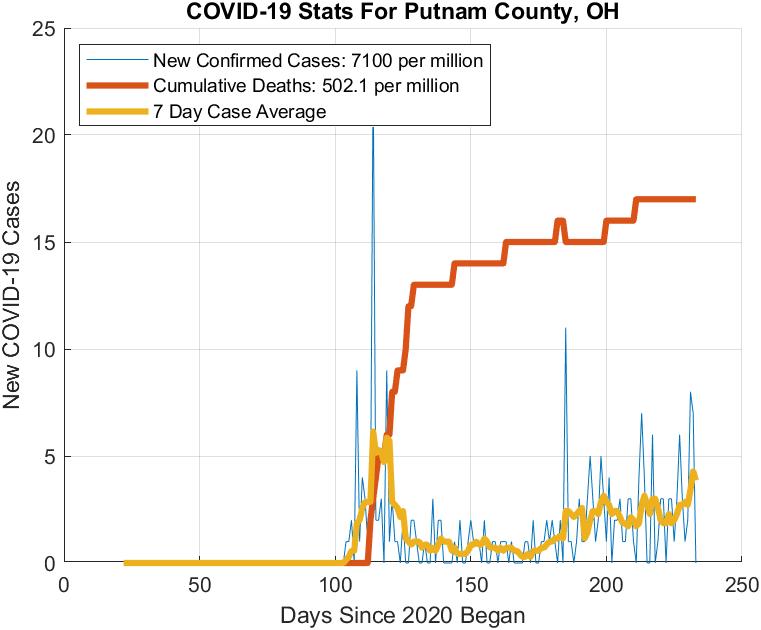 COVID-19 Stats For Putnam County, OH
25
New Confirmed Cases: 7100 per million
Cumulative Deaths: 502.1 per million
7 Day Case Average
20
15
10
5
0
New COVID-19 Cases
0 50 100 150 200 250
Days Since 2020 Began